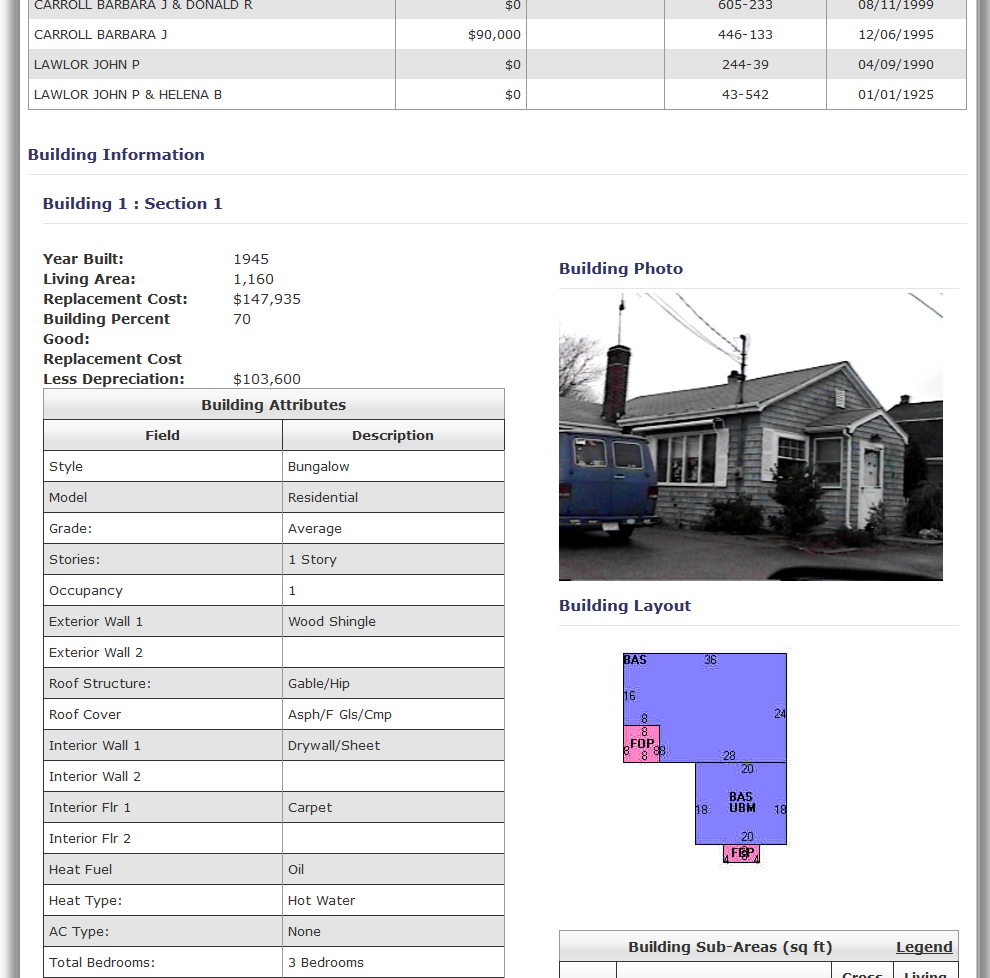 CARROLL BARBARA J & DONALD R $0 605-233 08/11/1999
CARROLL BARBARA J $90,000 446-133 12/06/1995
LAWLOR JOHN P $0 244-39 04/09/1990
LAWLOR JOHN P & HELENA B $0 43-542 01/01/1925
Building Information
Building 1 : Section 1
Year Built: 1945
Living Area: 1,160
Replacement Cost: $147,935
Building Percent 70
Good:
Replacement Cost
Less Depreciation: $103,600
Building Attributes
Field Description
Style Bungalow
Model Residential
Grade: Average
Stories: 1 Story
Occupancy 1
Exterior Wall 1 Wood Shingle
Exterior Wall 2
Roof Structure: Gable/Hip
Roof Cover Asph/F Gls/Cmp
Interior Wall 1 Drywall/Sheet
Interior Wall 2
Interior Flr 1 Carpet
Interior Flr 2
Heat Fuel Oil
Heat Type: Hot Water
AC Type: None
Total Bedrooms: 3 Bedrooms
Building Photo
Building Layout
BAS 36
16
24
8
8
FOP
8 8 8 8
28
20
BAS
18 UBM 18
20
4 4
Building Sub-Areas (sq ft) Legend
Gross Living